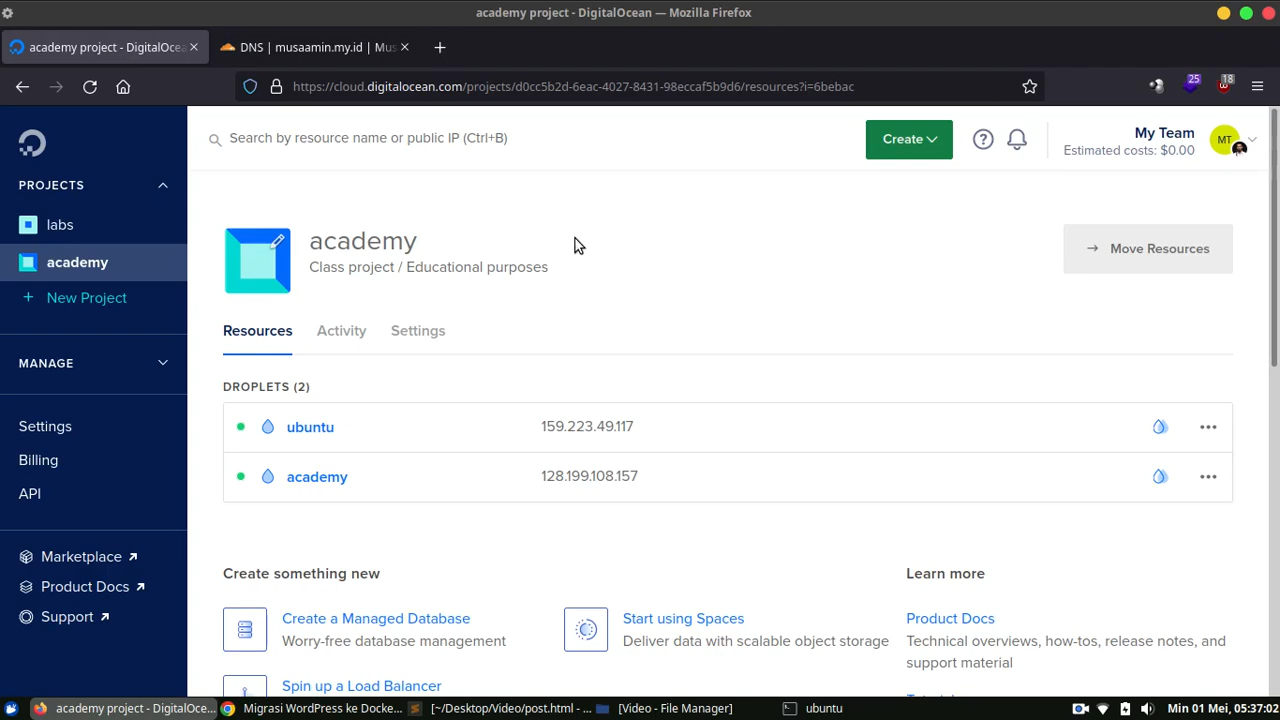 academy project - DigitalOcean — Mozilla Firefox
academy project - DigitalOcea
DNS | musaamin.my.id | Mus
https://cloud.digitalocean.com/projects/d0cc5b2d-6eac-4027-8431-98eccaf5b9d6/resources?i=6bebac
25
18
Search by resource name or public IP (Ctrl+B)
Create
My Team
Estimated costs: $0.00
MT
PROJECTS
labs
academy
New Project
MANAGE
Settings
Billing
API
Marketplace
Product Docs
Support
academy
Class project / Educational purposes
Move Resources
Resources
Activity
Settings
DROPLETS (2)
ubuntu
159.223.49.117
academy
128.199.108.157
Create something new
Create a Managed Database
Worry-free database management
Start using Spaces
Deliver data with scalable object storage
Spin up a Load Balancer
Learn more
Product Docs
Technical overviews, how-tos, release notes, and
support material
academy project - DigitalOce...
Migrasi WordPress ke Docke...
[~/Desktop/Video/post.html - ...
[Video - File Manager]
ubuntu
Min 01 Mei, 05:37:02